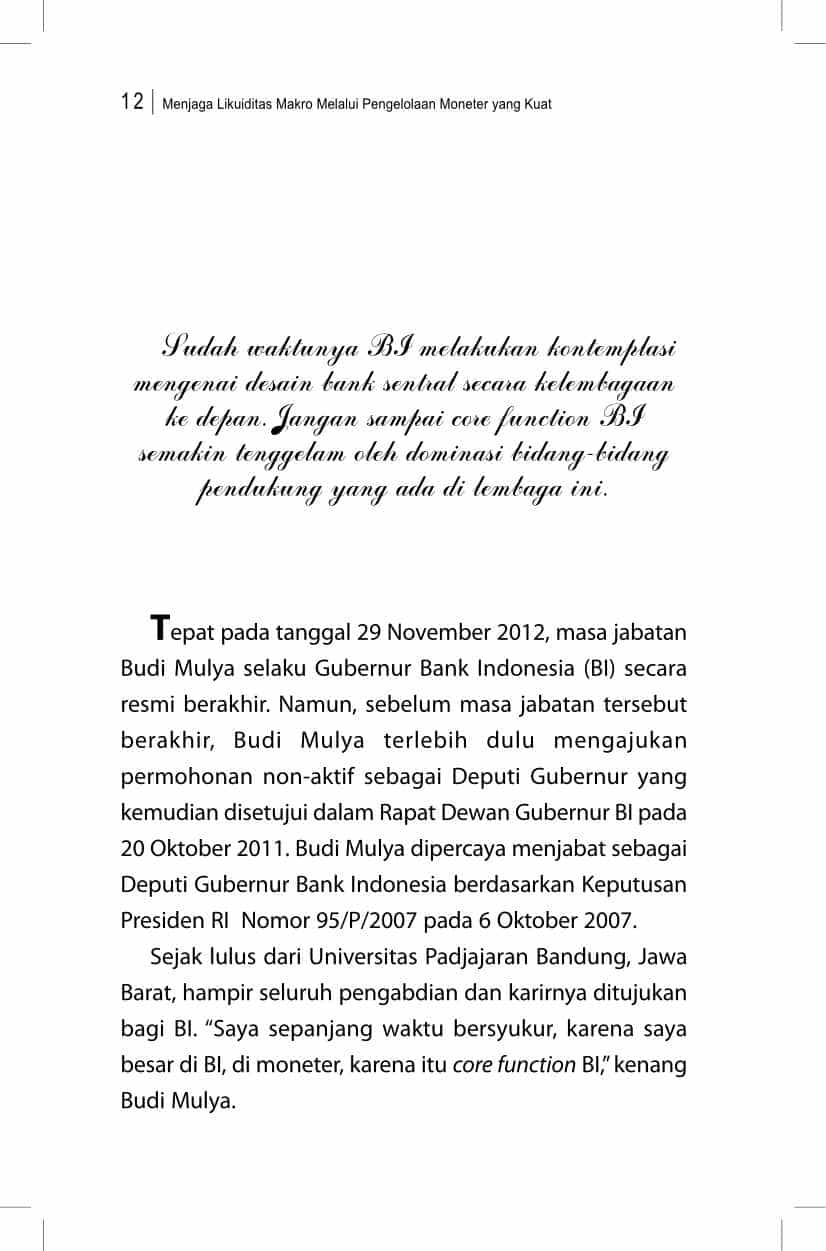 12 | Menjaga Likuiditas Makro Melalui Pengelolaan Moneter yang Kuat
Sudah waktunya BI melakukan kontemplasi
mengenai desain bank sentral secara kelembagaan
ke depan. Jangan sampai core function BI
semakin tenggelam oleh dominasi bidang-bidang
pendukung yang ada di lembaga ini.
Tepat pada tanggal 29 November 2012, masa jabatan
Budi Mulya selaku Gubernur Bank Indonesia (BI) secara
resmi berakhir. Namun, sebelum masa jabatan tersebut
berakhir, Budi Mulya terlebih dulu mengajukan
permohonan non-aktif sebagai Deputi Gubernur yang
kemudian disetujui dalam Rapat Dewan Gubernur BI pada
20 Oktober 2011. Budi Mulya dipercaya menjabat sebagai
Deputi Gubernur Bank Indonesia berdasarkan Keputusan
Presiden RI  Nomor 95/P/2007 pada 6 Oktober 2007.
Sejak lulus dari Universitas Padjajaran Bandung, Jawa
Barat, hampir seluruh pengabdian dan karirnya ditujukan
bagi BI. “Saya sepanjang waktu bersyukur, karena saya
besar di BI, di moneter, karena itu core function BI,” kenang
Budi Mulya.